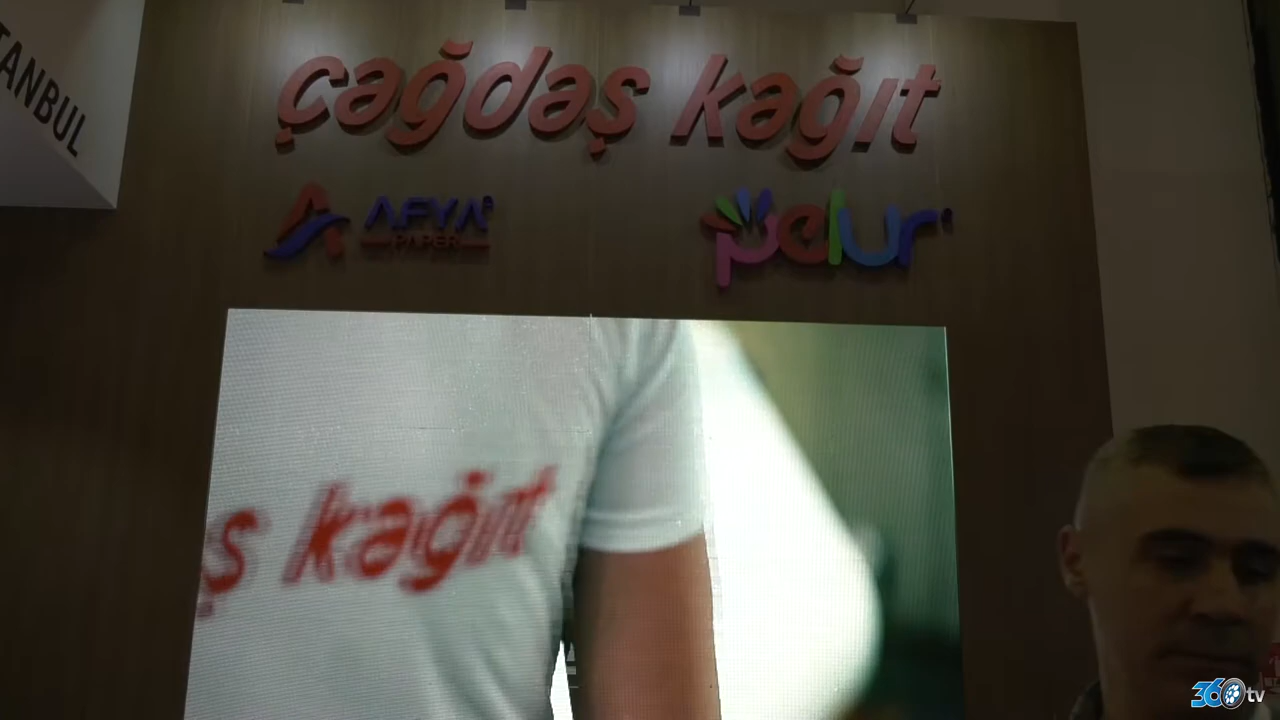 TANBUL
çağdaş kağıt
AFYA
PAPER
pelur
ş kağıt
360tv